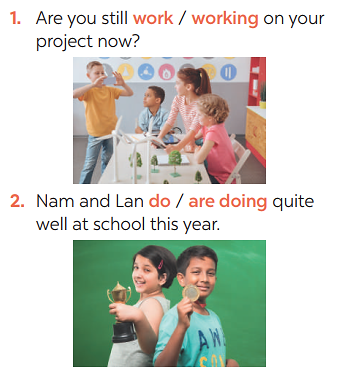 1. Are you still work / working on your
project now?
2. Nam and Lan do / are doing quite
well at school this year.